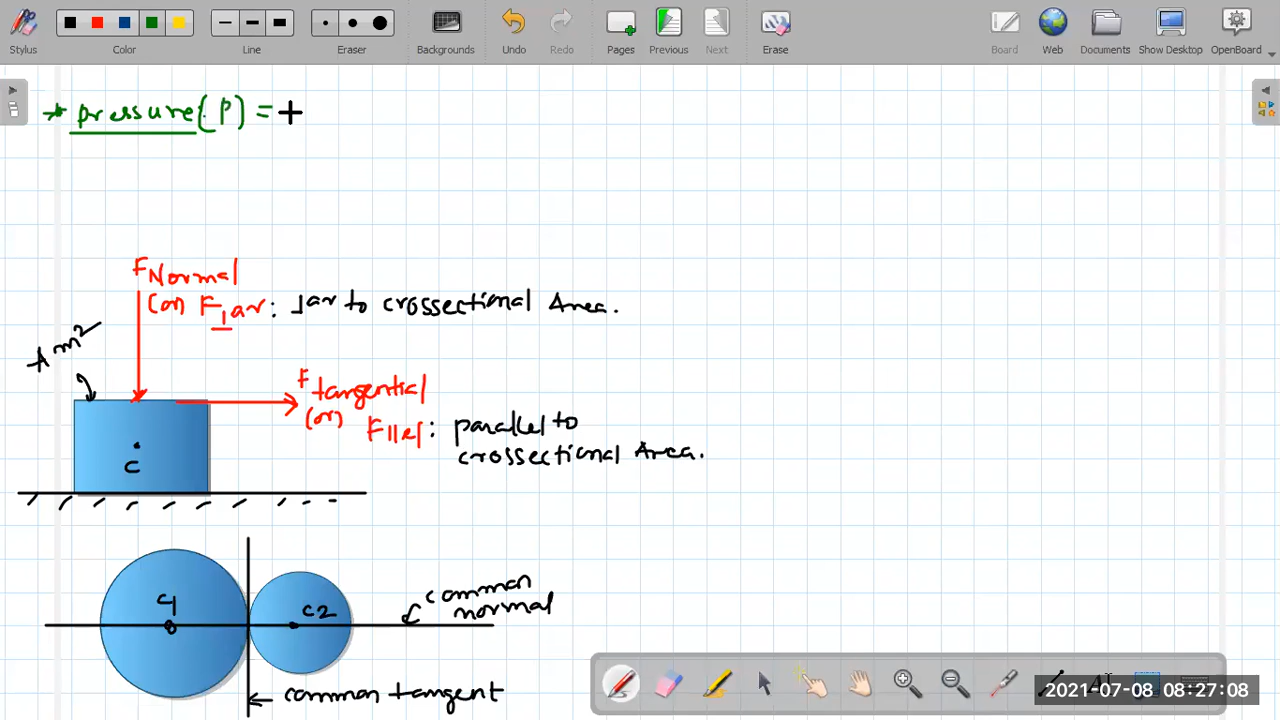 Stylus Color Line Eraser Backgrounds Undo Redo Pages Previous Next Erase Board Web Documents Show Desktop OpenBoard
* pressure (P) =
F Normal
(or) F⊥ar : ⊥ar to crossectional Area.
A m²
F tangential
(or) F||el : parallel to
crossectional Area.
C
C1 C2
common
normal
common tangent
2021-07-08 08:27:08